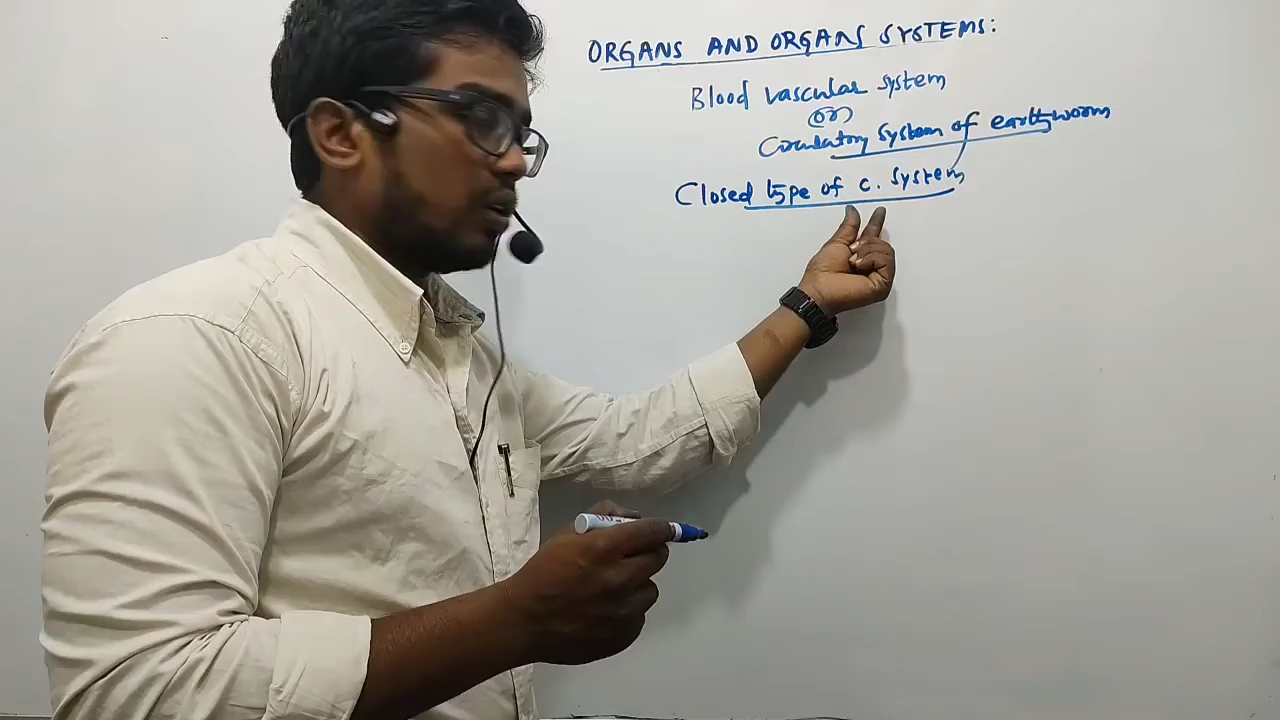 ORGANS AND ORGANS SYSTEMS:
Blood vascular system
(or)
Circulatory system of earthworm
Closed type of c. system